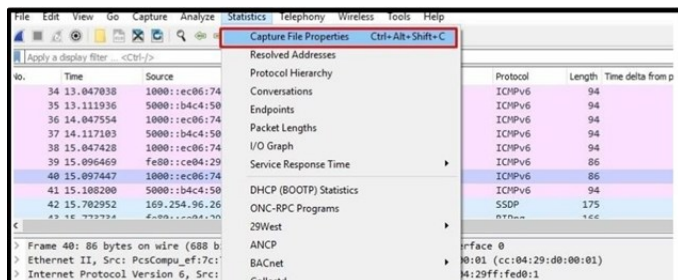 File Edit View Go Capture Analyze Statistics Telephony Wireless Tools Help
Capture File Properties Ctrl+Alt+Shift+C
Apply a display filter ... <Ctrl-/>
Resolved Addresses
No. Time Source Protocol Length Time delta from p
Protocol Hierarchy
34 13.047038 1000::ec06:74 ICMPv6 94
Conversations
35 13.111936 5000::b4c4:50 ICMPv6 94
Endpoints
36 14.047554 1000::ec06:74 ICMPv6 94
Packet Lengths
37 14.117103 5000::b4c4:50 ICMPv6 94
I/O Graph
38 15.047428 1000::ec06:74 ICMPv6 94
Service Response Time
39 15.096469 fe80::ce04:29 ICMPv6 86
40 15.097447 1000::ec06:74 ICMPv6 86
DHCP (BOOTP) Statistics
41 15.108200 5000::b4c4:50 ICMPv6 94
ONC-RPC Programs
42 15.702952 169.254.96.26 SSDP 175
29West
ANCP
Frame 40: 86 bytes on wire (688 b erface 0
BACnet
Ethernet II, Src: PcsCompu_ef:7c: 0:01 (cc:04:29:d0:00:01)
Internet Protocol Version 6, Src: 4:29ff:fed0:1